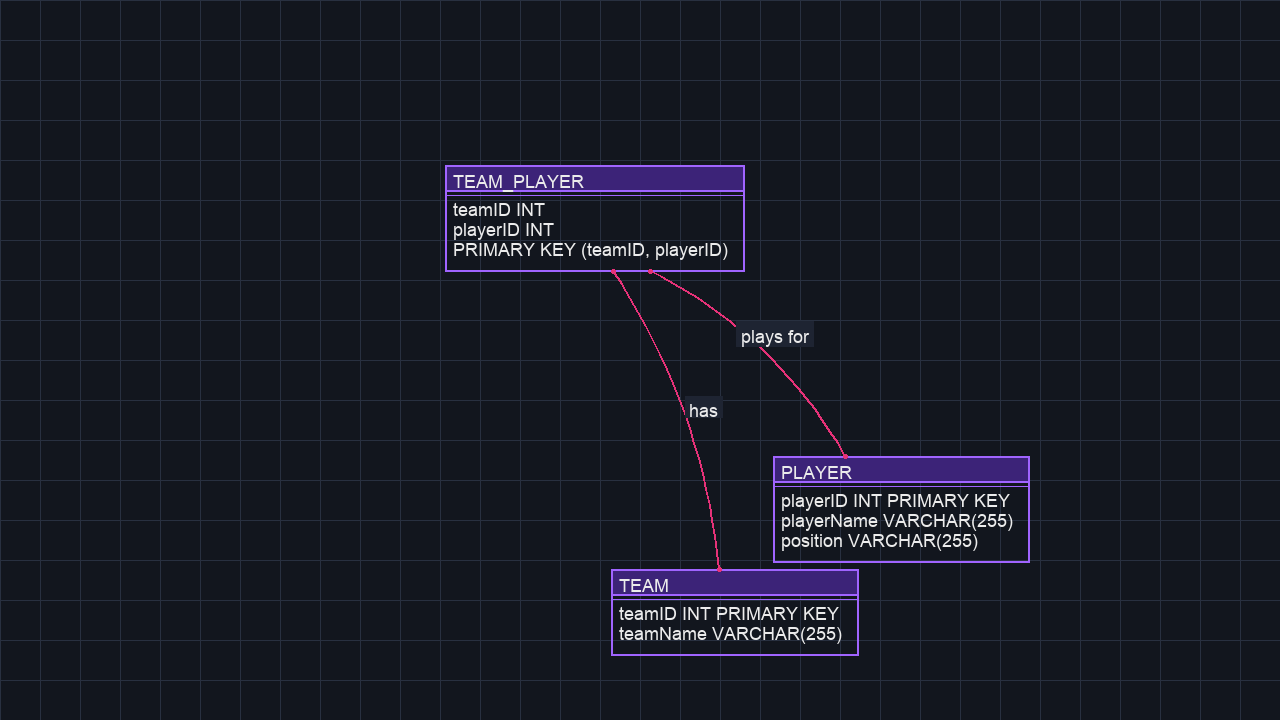 TEAM_PLAYER
teamID INT
playerID INT
PRIMARY KEY (teamID, playerID)
plays for
has
PLAYER
playerID INT PRIMARY KEY
playerName VARCHAR(255)
position VARCHAR(255)
TEAM
teamID INT PRIMARY KEY
teamName VARCHAR(255)